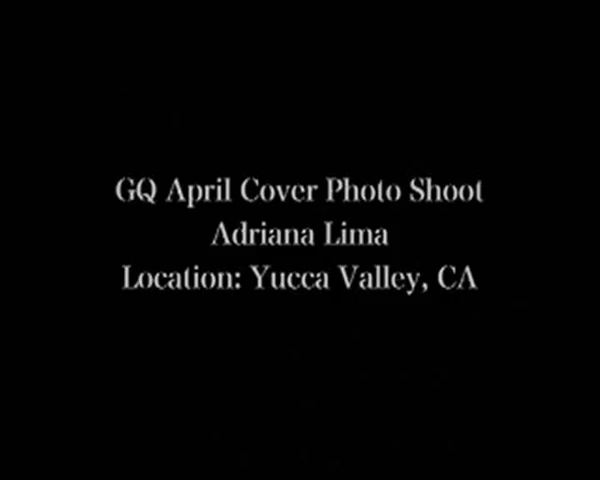 GQ April Cover Photo Shoot
Adriana Lima
Location: Yucca Valley, CA